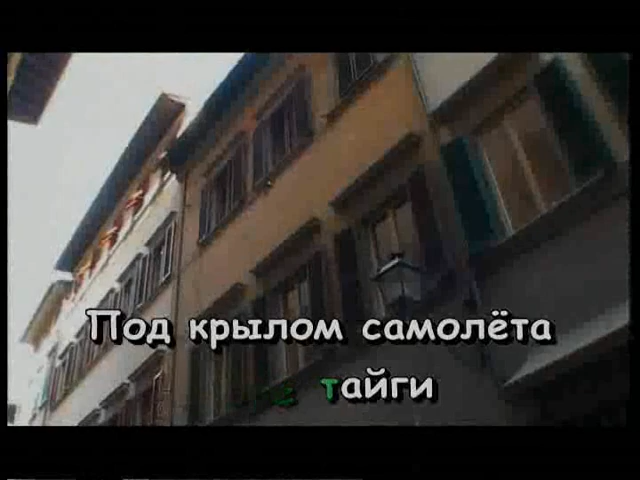 Под крылом самолёта
тайги